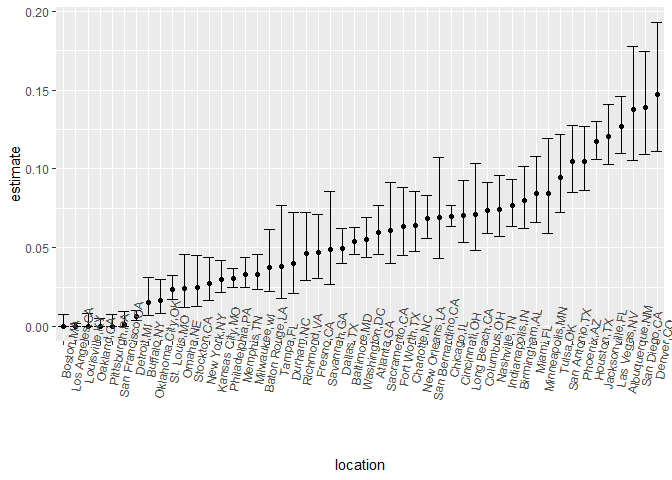 0.20
0.15
0.10
0.05
0.00
estimate
Boston,MA
Los Angeles,CA
Louisville,KY
Oakland,CA
Pittsburgh,PA
San Francisco,CA
Detroit,MI
Buffalo,NY
Oklahoma City,OK
St. Louis,MO
Omaha,NE
Stockton,CA
New York,NY
Kansas City,MO
Philadelphia,PA
Memphis,TN
Milwaukee,wI
Baton Rouge,LA
Tampa,FL
Durham,NC
Richmond,VA
Fresno,CA
Savannah,GA
Dallas,TX
Baltimore,MD
Washington,DC
Atlanta,GA
Sacramento,CA
Fort Worth,TX
Charlotte,NC
New Orleans,LA
San Bernardino,CA
Chicago,IL
Cincinnati,OH
Long Beach,CA
Columbus,OH
Nashville,TN
Indianapolis,IN
Birmingham,AL
Miami,FL
Minneapolis,MN
Tulsa,OK
San Antonio,TX
Phoenix,AZ
Houston,TX
Jacksonville,FL
Las Vegas,NV
Albuquerque,NM
San Diego,CA
Denver,CO
location